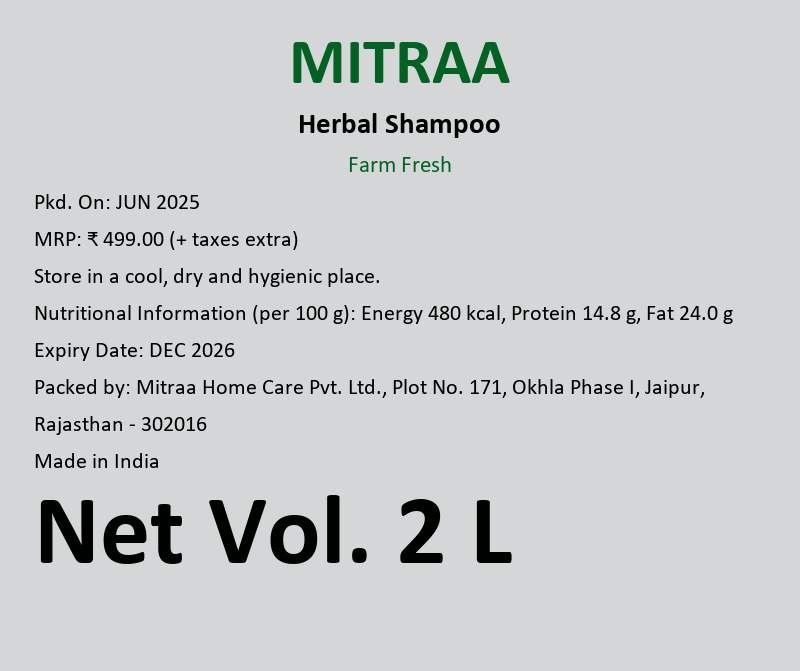 MITRAA
Herbal Shampoo
Farm Fresh
Pkd. On: JUN 2025
MRP: ₹ 499.00 (+ taxes extra)
Store in a cool, dry and hygienic place.
Nutritional Information (per 100 g): Energy 480 kcal, Protein 14.8 g, Fat 24.0 g
Expiry Date: DEC 2026
Packed by: Mitraa Home Care Pvt. Ltd., Plot No. 171, Okhla Phase I, Jaipur,
Rajasthan - 302016
Made in India
Net Vol. 2 L